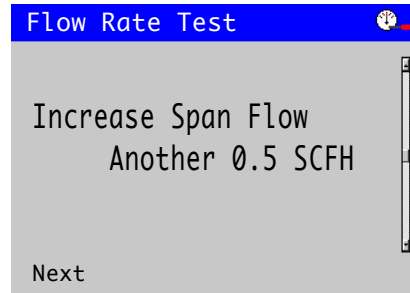 Flow Rate Test
Increase Span Flow
Another 0.5 SCFH
Next